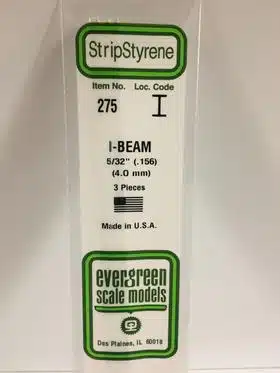 StripStyrene
Item No. Loc. Code
275 I
I-BEAM
5/32" (.156)
(4.0 mm)
3 Pieces
Made in U.S.A.
evergreen
scale models
Des Plaines, IL 60018